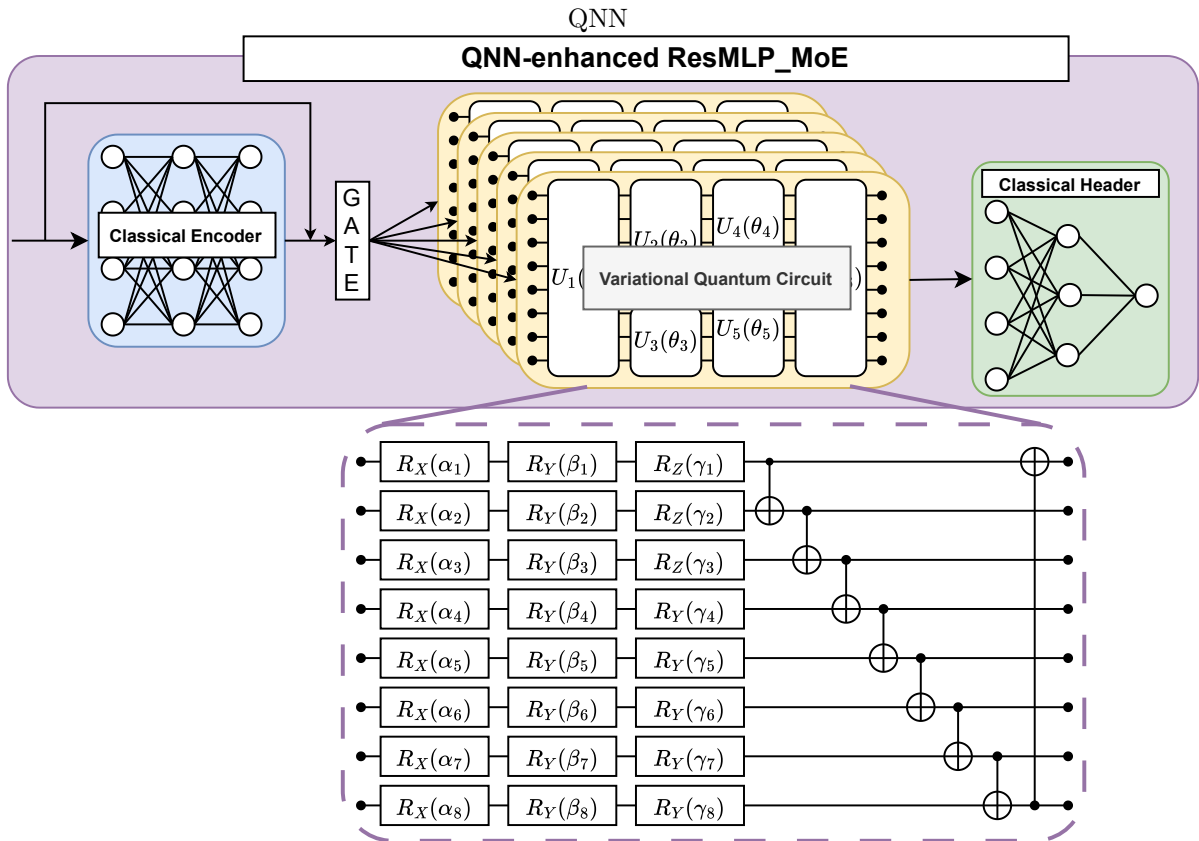 QNN
QNN-enhanced ResMLP_MoE
Classical Encoder
G
A
T
E
U₄(θ₄)
Variational Quantum Circuit
U₃(θ₃)
U₅(θ₅)
Classical Header
R_X(α₁) R_Y(β₁) R_Z(γ₁)
R_X(α₂) R_Y(β₂) R_Z(γ₂)
R_X(α₃) R_Y(β₃) R_Z(γ₃)
R_X(α₄) R_Y(β₄) R_Y(γ₄)
R_X(α₅) R_Y(β₅) R_Y(γ₅)
R_X(α₆) R_Y(β₆) R_Y(γ₆)
R_X(α₇) R_Y(β₇) R_Y(γ₇)
R_X(α₈) R_Y(β₈) R_Y(γ₈)